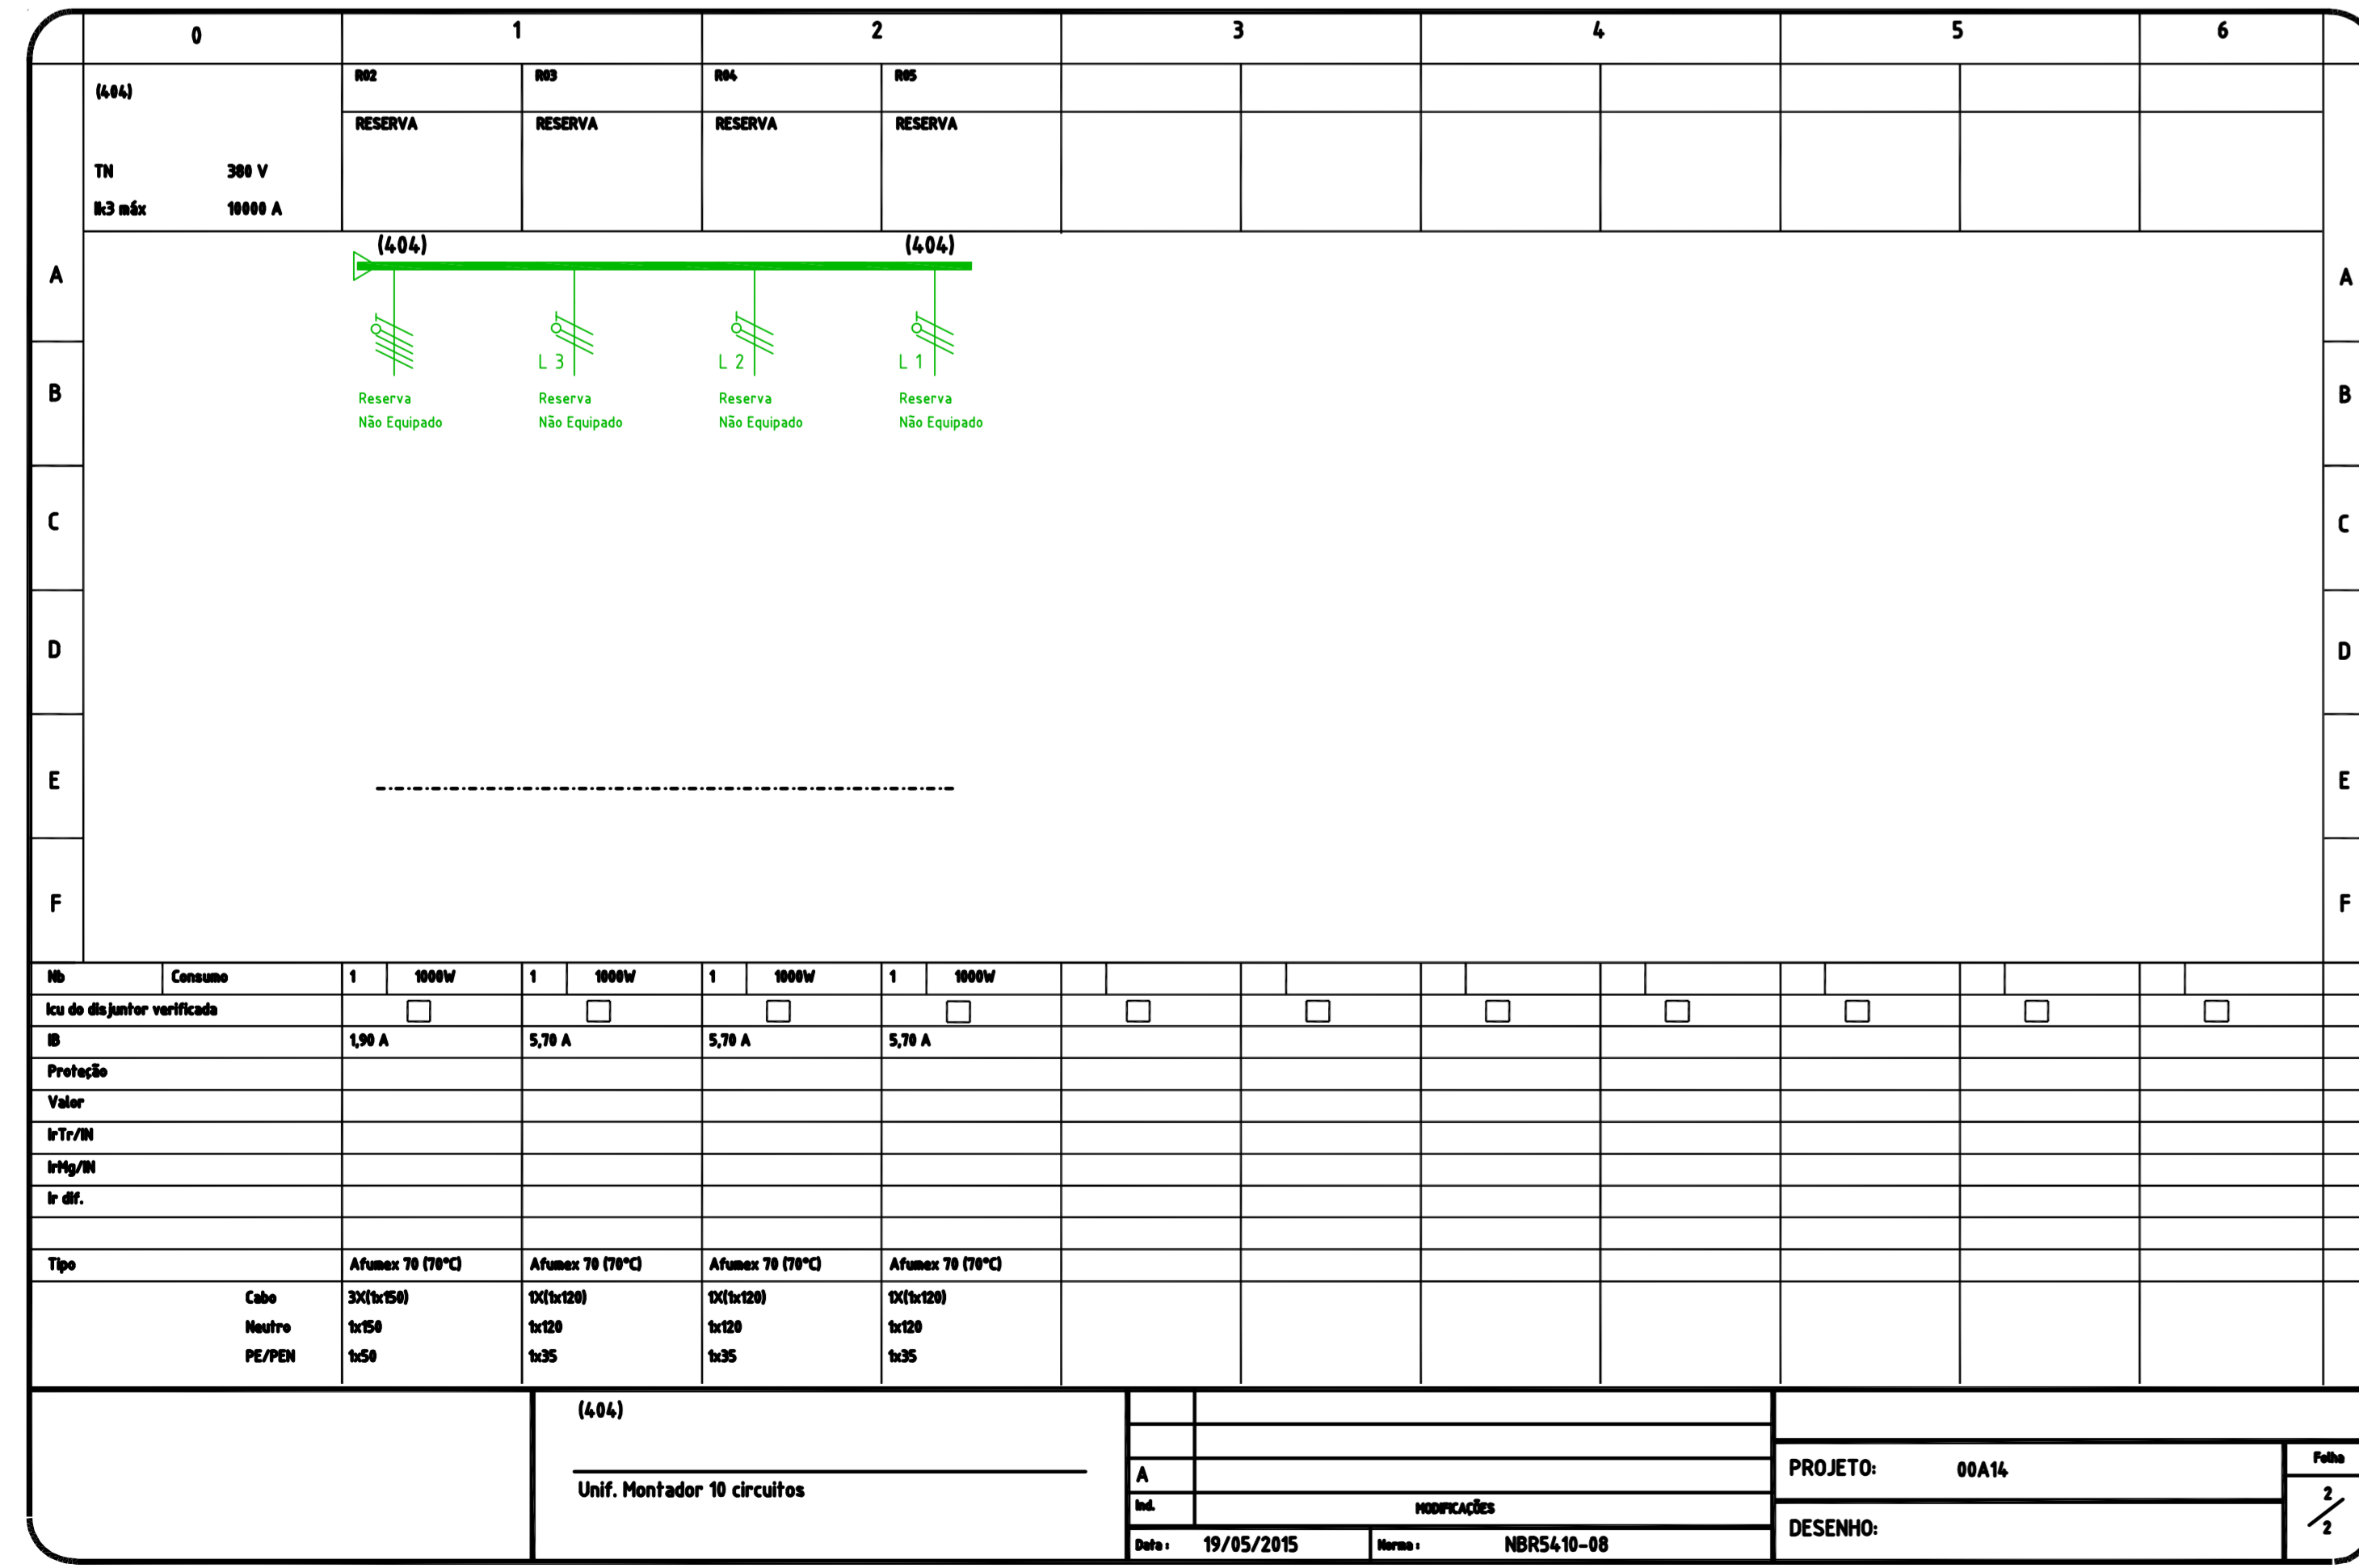 0 1 2 3 4 5 6
(404) R02 R03 R04 R05
RESERVA RESERVA RESERVA RESERVA
TN 380 V
Ik3 máx 10000 A
(404) (404)
A A
L 3 L 2 L 1
B B
Reserva Reserva Reserva Reserva
Não Equipado Não Equipado Não Equipado Não Equipado
C C
D D
E E
F F
Nb Consumo 1 1000W 1 1000W 1 1000W 1 1000W
Icu do disjuntor verificada
IB 1,90 A 5,70 A 5,70 A 5,70 A
Proteção
Valor
IrTr/IN
IrMg/IN
Ir dif.
Tipo Afumex 70 (70°C) Afumex 70 (70°C) Afumex 70 (70°C) Afumex 70 (70°C)
Cabo 3X(1x150) 1X(1x120) 1X(1x120) 1X(1x120)
Neutro 1x150 1x120 1x120 1x120
PE/PEN 1x50 1x35 1x35 1x35
(404)
Unif. Montador 10 circuitos
A
Ind. MODIFICAÇÕES
Data : 19/05/2015 Norma : NBR5410-08
PROJETO: 00A14
DESENHO:
Folha
2/2